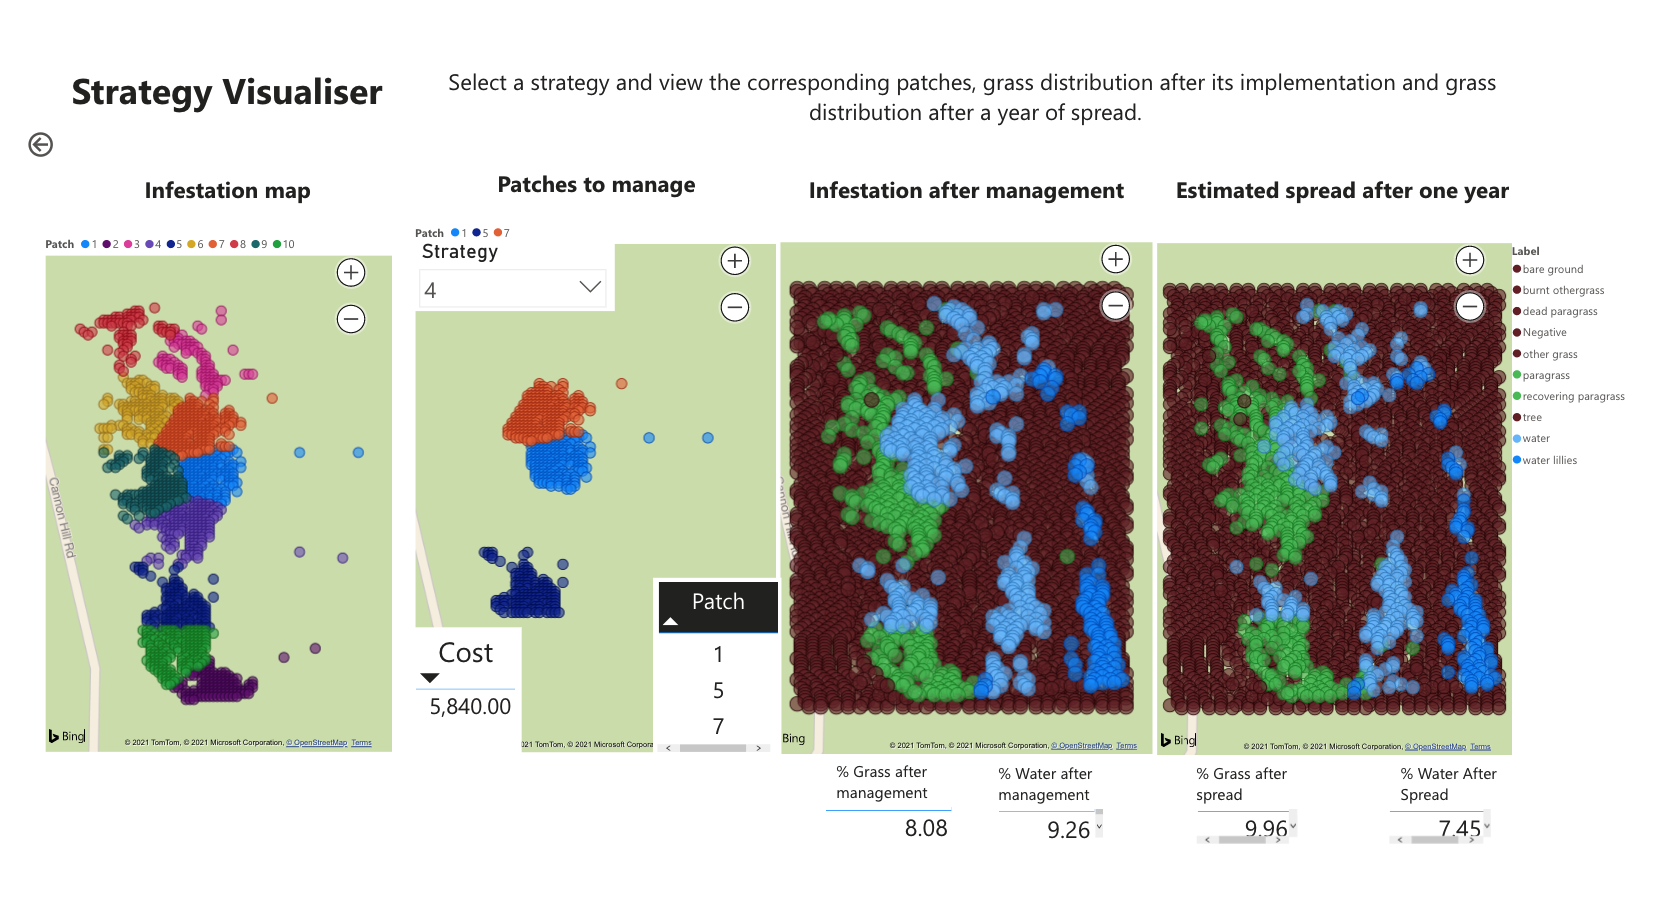 Strategy Visualiser
Select a strategy and view the corresponding patches, grass distribution after its implementation and grass
distribution after a year of spread.
Infestation map
Patches to manage
Infestation after management
Estimated spread after one year
Patch 1 2 3 4 5 6 7 8 9 10
Cannon Hill Rd
Bing
© 2021 TomTom, © 2021 Microsoft Corporation, © OpenStreetMap Terms
Patch 1 5 7
Strategy
4
Cost
5,840.00
Patch
1
5
7
021 TomTom, © 2021 Microsoft Corpora
Bing
© 2021 TomTom, © 2021 Microsoft Corporation, © OpenStreetMap Terms
Bing
© 2021 TomTom, © 2021 Microsoft Corporation, © OpenStreetMap Terms
Label
bare ground
burnt othergrass
dead paragrass
Negative
other grass
paragrass
recovering paragrass
tree
water
water lillies
% Grass after
management
8.08
% Water after
management
9.26
% Grass after
spread
9.96
% Water After
Spread
7.45